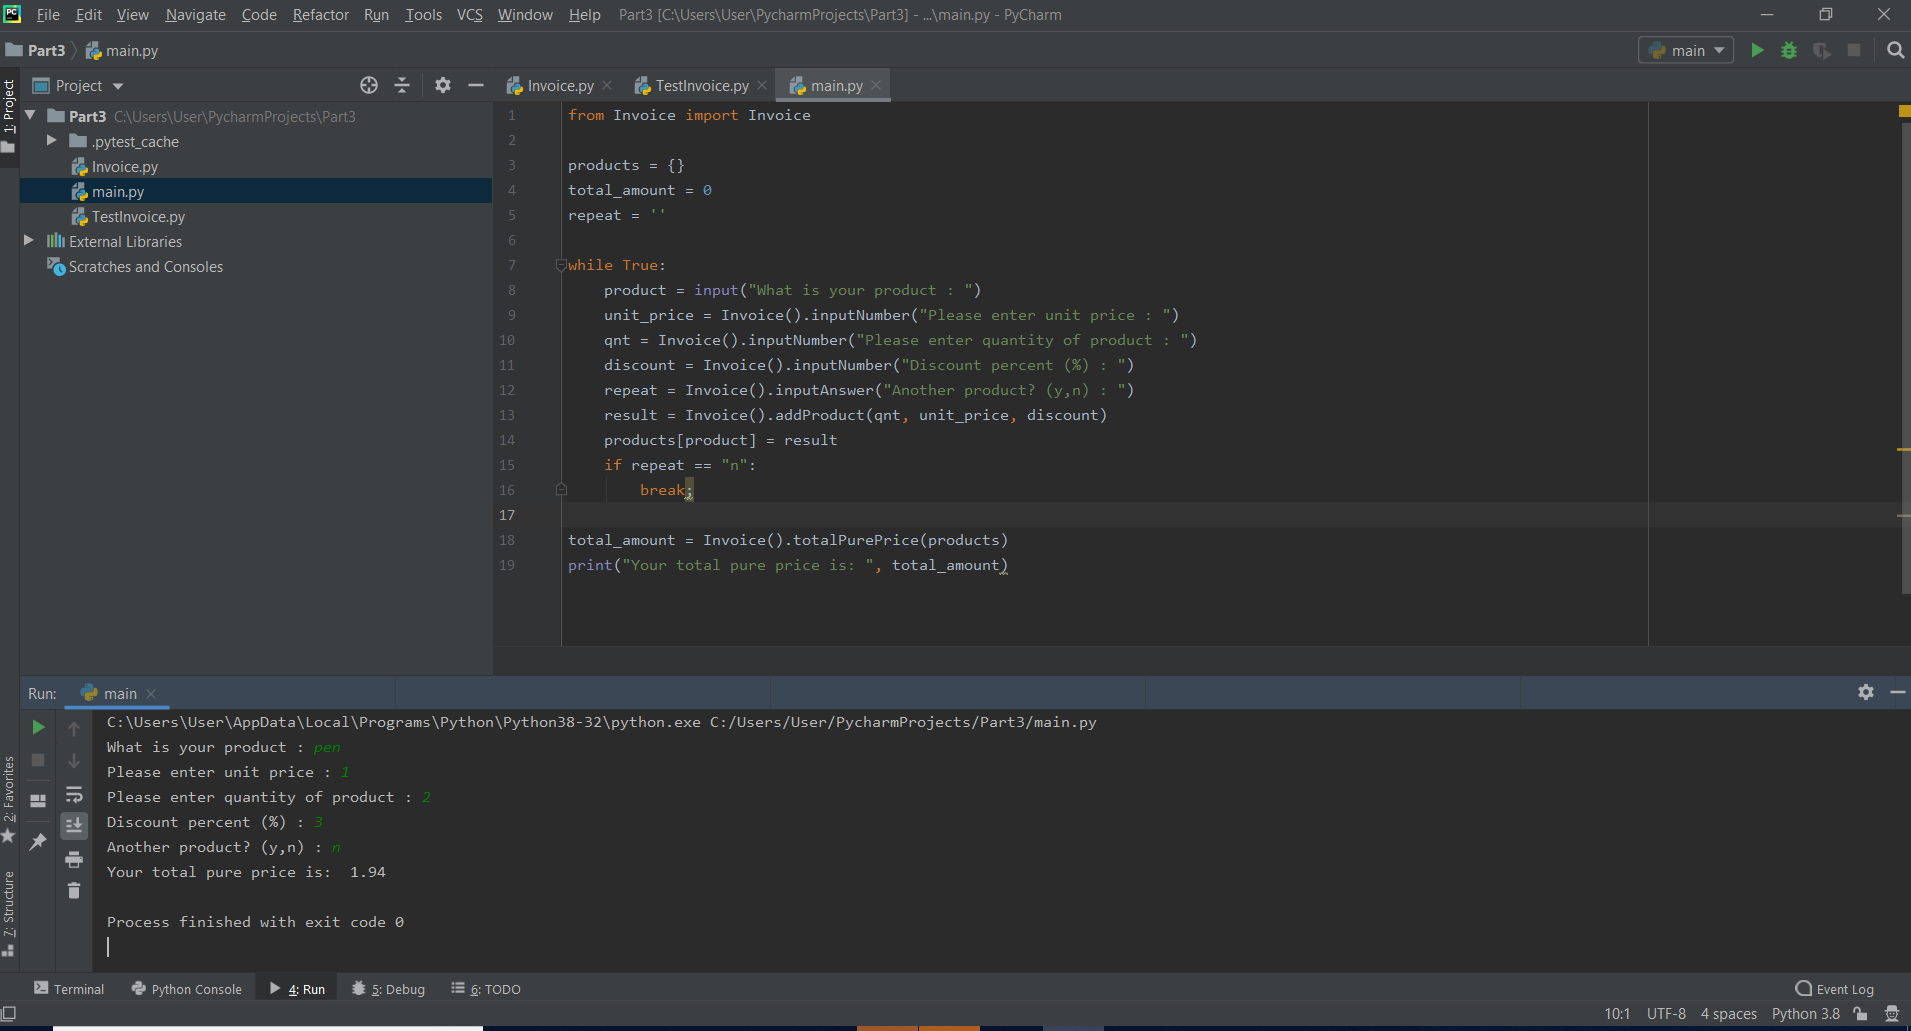 PC File Edit View Navigate Code Refactor Run Tools VCS Window Help Part3 [C:\Users\User\PycharmProjects\Part3] - ...\main.py - PyCharm
Part3 main.py main
1: Project
Project
Part3 C:\Users\User\PycharmProjects\Part3
.pytest_cache
Invoice.py
main.py
TestInvoice.py
External Libraries
Scratches and Consoles
Invoice.py TestInvoice.py main.py
1 from Invoice import Invoice
2
3 products = {}
4 total_amount = 0
5 repeat = ''
6
7 while True:
8     product = input("What is your product : ")
9     unit_price = Invoice().inputNumber("Please enter unit price : ")
10     qnt = Invoice().inputNumber("Please enter quantity of product : ")
11     discount = Invoice().inputNumber("Discount percent (%) : ")
12     repeat = Invoice().inputAnswer("Another product? (y,n) : ")
13     result = Invoice().addProduct(qnt, unit_price, discount)
14     products[product] = result
15     if repeat == "n":
16         break;
17
18 total_amount = Invoice().totalPurePrice(products)
19 print("Your total pure price is: ", total_amount)
Run: main
C:\Users\User\AppData\Local\Programs\Python\Python38-32\python.exe C:/Users/User/PycharmProjects/Part3/main.py
What is your product : pen
Please enter unit price : 1
Please enter quantity of product : 2
Discount percent (%) : 3
Another product? (y,n) : n
Your total pure price is:  1.94
Process finished with exit code 0
2: Favorites
7: Structure
Terminal Python Console 4: Run 5: Debug 6: TODO Event Log
10:1 UTF-8 4 spaces Python 3.8